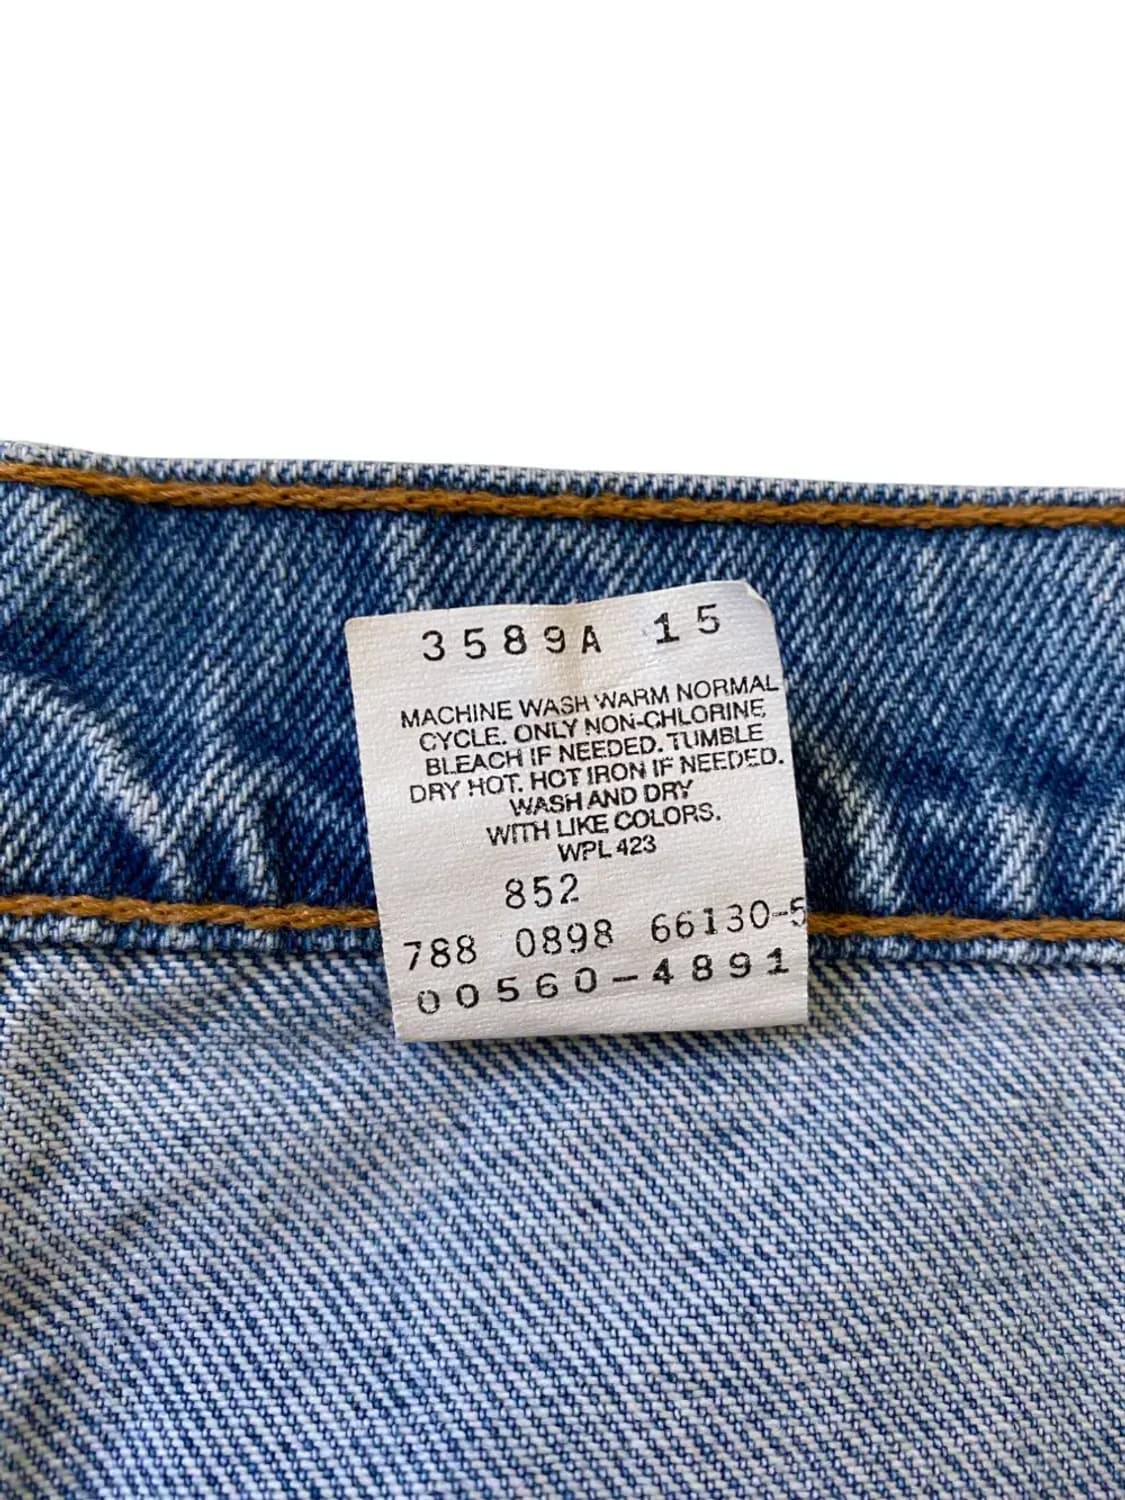 3589A 15
MACHINE WASH WARM NORMAL
CYCLE. ONLY NON-CHLORINE
BLEACH IF NEEDED. TUMBLE
DRY HOT. HOT IRON IF NEEDED.
WASH AND DRY
WITH LIKE COLORS.
WPL 423
852
788 0898 66130-5
00560-4891